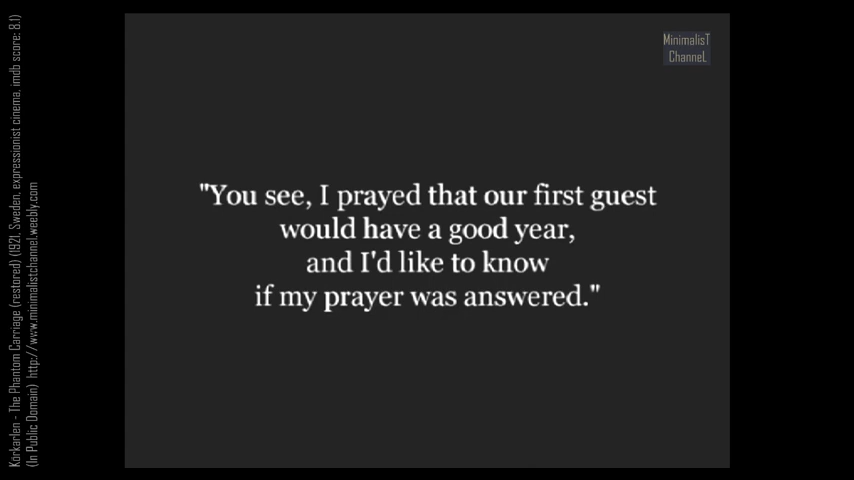 Körkarlen - The Phantom Carriage (restored) (1921, Sweden, expressionist cinema, imdb score: 8.1)
(In Public Domain) http://www.minimalistchannel.weebly.com
MinimalisT
ChanneL
"You see, I prayed that our first guest
would have a good year,
and I'd like to know
if my prayer was answered."